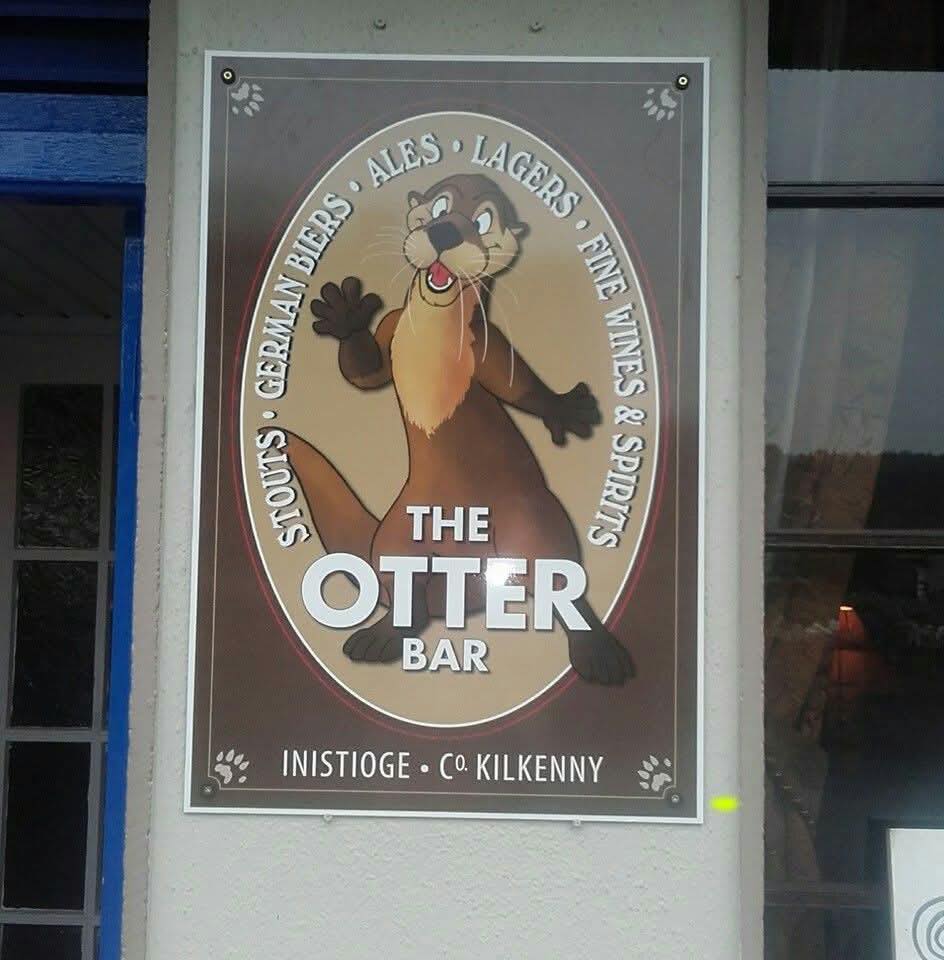 STOUTS • GERMAN BIERS • ALES • LAGERS • FINE WINES & SPIRITS
THE
OTTER
BAR
INISTIOGE • Co. KILKENNY